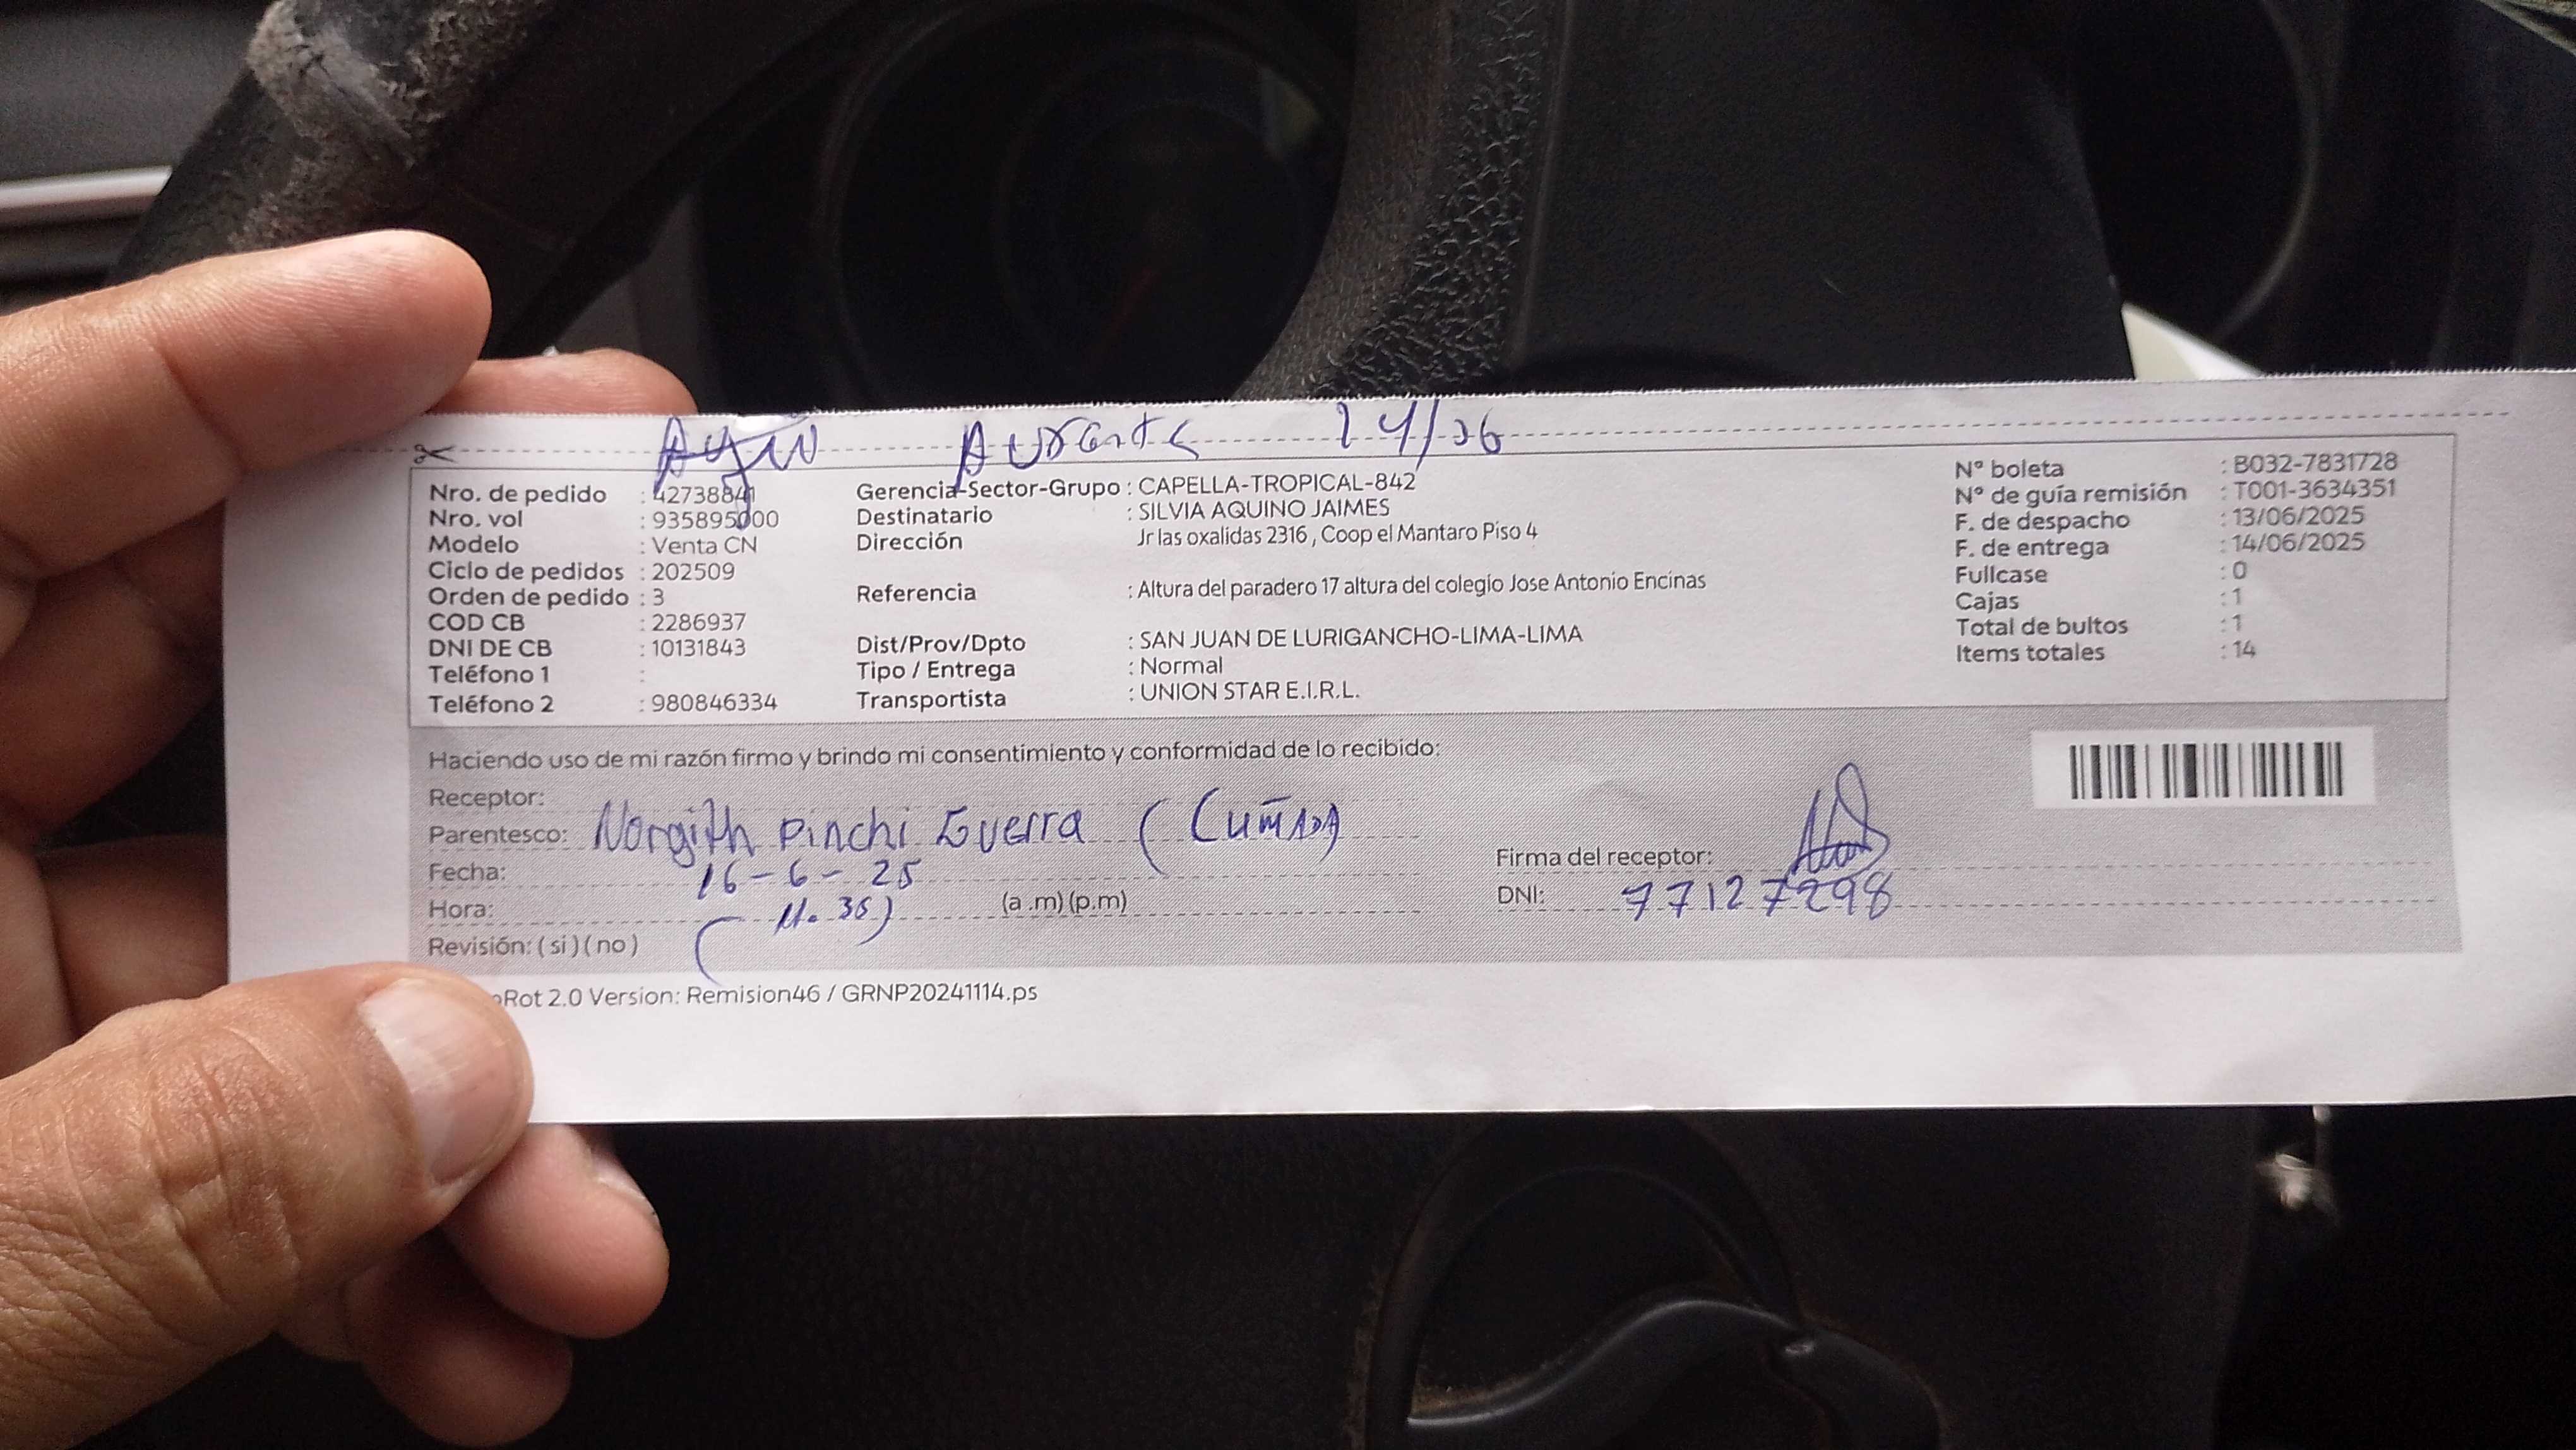 Ausente 14/06
Nro. de pedido : 42738841
Nro. vol : 935895000
Modelo : Venta CN
Ciclo de pedidos : 202509
Orden de pedido : 3
COD CB : 2286937
DNI DE CB : 10131843
Teléfono 1 :
Teléfono 2 : 980846334
Gerencia-Sector-Grupo : CAPELLA-TROPICAL-842
Destinatario : SILVIA AQUINO JAIMES
Dirección Jr las oxalidas 2316 , Coop el Mantaro Piso 4
Referencia : Altura del paradero 17 altura del colegio Jose Antonio Encinas
Dist/Prov/Dpto : SAN JUAN DE LURIGANCHO-LIMA-LIMA
Tipo / Entrega : Normal
Transportista : UNION STAR E.I.R.L.
N° boleta : B032-7831728
N° de guía remisión : T001-3634351
F. de despacho : 13/06/2025
F. de entrega : 14/06/2025
Fullcase : 0
Cajas : 1
Total de bultos : 1
Items totales : 14
Haciendo uso de mi razón firmo y brindo mi consentimiento y conformidad de lo recibido:
Receptor:
Parentesco: Norgith Pinchi Guerra (Cuñada)
Fecha: 16-6-25
Hora: (11.35) (a .m) (p.m)
Revisión: ( si ) ( no )
Firma del receptor:
DNI: 77127298
Rot 2.0 Version: Remision46 / GRNP20241114.ps